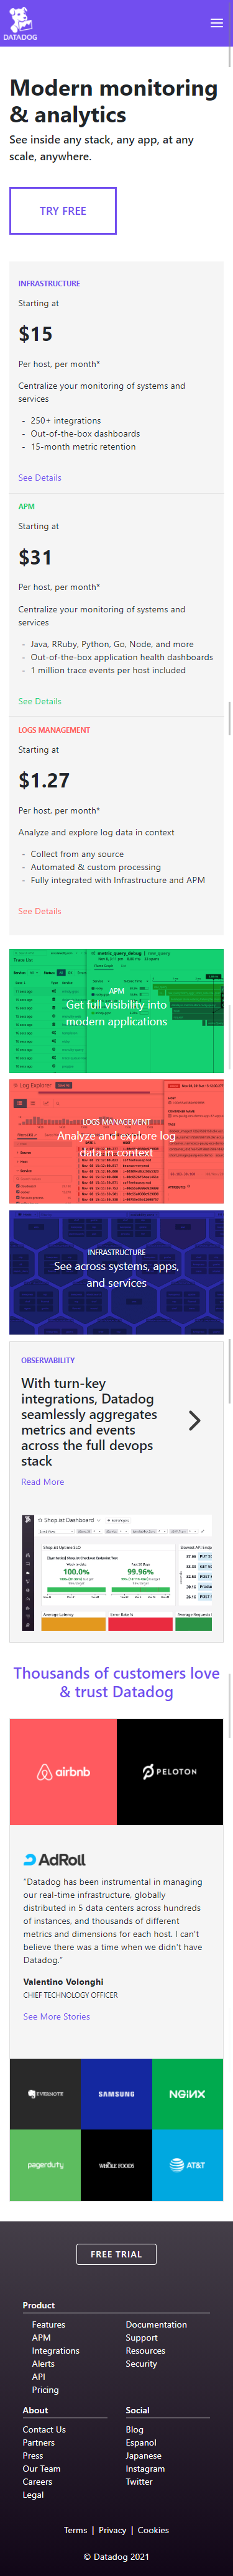 DATADOG
Modern monitoring
& analytics
See inside any stack, any app, at any
scale, anywhere.
TRY FREE
INFRASTRUCTURE
Starting at
$15
Per host, per month*
Centralize your monitoring of systems and
services
- 250+ integrations
- Out-of-the-box dashboards
- 15-month metric retention
See Details
APM
Starting at
$31
Per host, per month*
Centralize your monitoring of systems and
services
- Java, RRuby, Python, Go, Node, and more
- Out-of-the-box application health dashboards
- 1 million trace events per host included
See Details
LOGS MANAGEMENT
Starting at
$1.27
Per host, per month*
Analyze and explore log data in context
- Collect from any source
- Automated & custom processing
- Fully integrated with Infrastructure and APM
See Details
Trace List
APM
Get full visibility into
modern applications
Log Explorer
LOGS MANAGEMENT
Analyze and explore log
data in context
INFRASTRUCTURE
See across systems, apps,
and services
OBSERVABILITY
With turn-key
integrations, Datadog
seamlessly aggregates
metrics and events
across the full devops
stack
Read More
Shop.ist Dashboard
100.0%
99.96%
Average Latency
Error Rate %
Thousands of customers love
& trust Datadog
airbnb
PELOTON
AdRoll
"Datadog has been instrumental in managing
our real-time infrastructure, globally
distributed in 5 data centers across hundreds
of instances, and thousands of different
metrics and dimensions for each host. I can't
believe there was a time when we didn't have
Datadog."
Valentino Volonghi
CHIEF TECHNOLOGY OFFICER
See More Stories
EVERNOTE
SAMSUNG
NGINX
pagerduty
WHOLE FOODS
AT&T
FREE TRIAL
Product
Features
APM
Integrations
Alerts
API
Pricing
Documentation
Support
Resources
Security
About
Contact Us
Partners
Press
Our Team
Careers
Legal
Social
Blog
Espanol
Japanese
Instagram
Twitter
Terms | Privacy | Cookies
© Datadog 2021